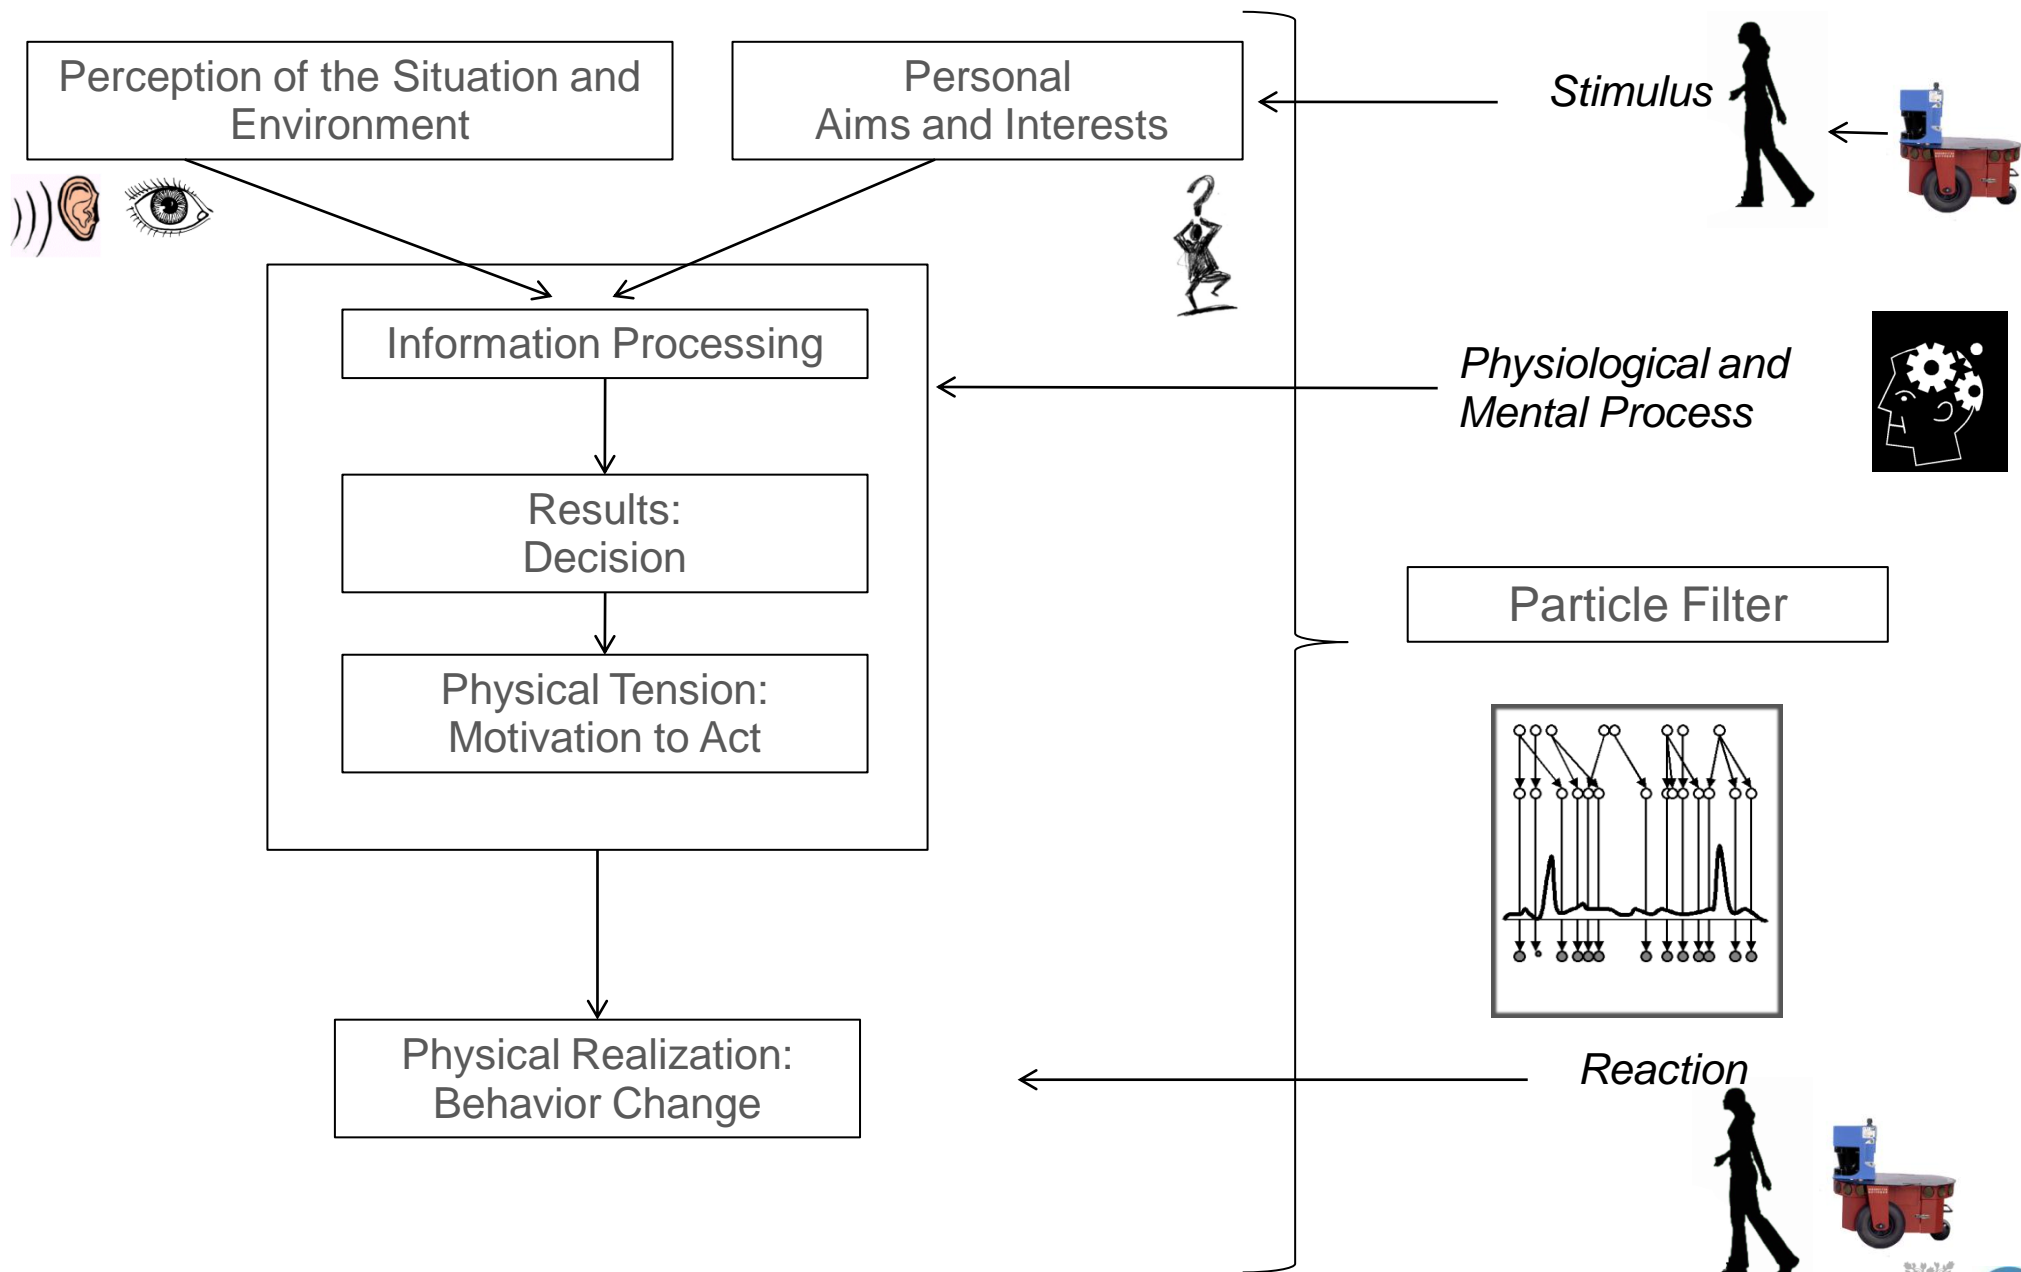 Perception of the Situation and
Environment
Personal
Aims and Interests
Stimulus
Information Processing
Physiological and
Mental Process
Results:
Decision
Particle Filter
Physical Tension:
Motivation to Act
Physical Realization:
Behavior Change
Reaction